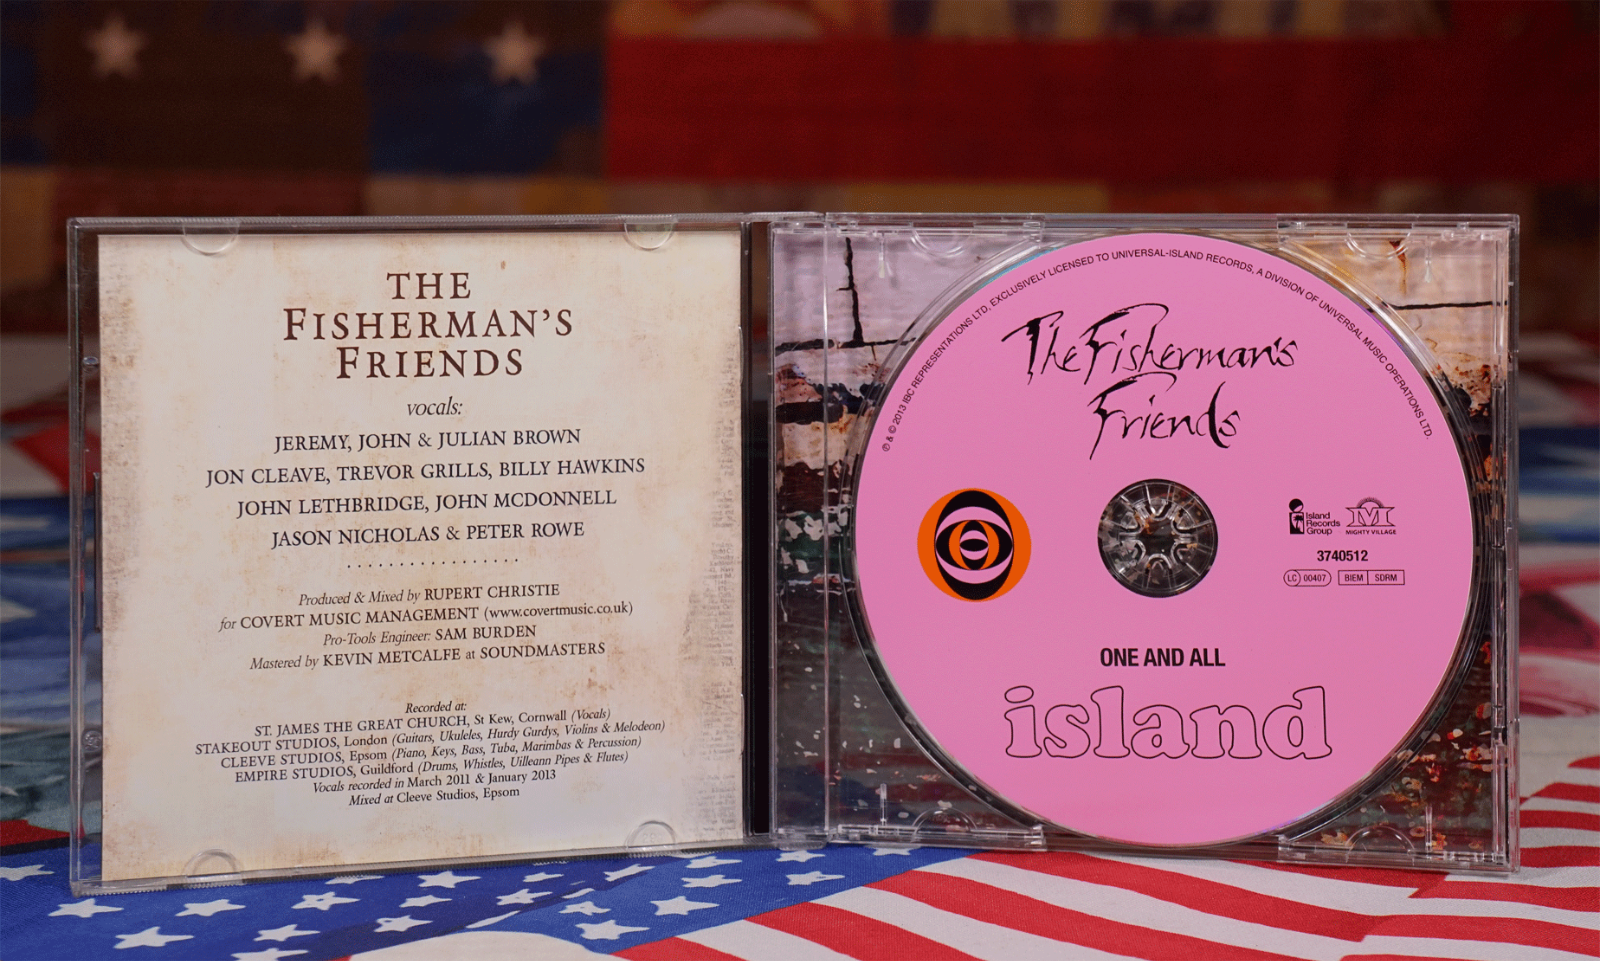 THE
FISHERMAN'S
FRIENDS
vocals:
JEREMY, JOHN & JULIAN BROWN
JON CLEAVE, TREVOR GRILLS, BILLY HAWKINS
JOHN LETHBRIDGE, JOHN MCDONNELL
JASON NICHOLAS & PETER ROWE
. . . . . . . . . . . . . . . . .
Produced & Mixed by RUPERT CHRISTIE
for COVERT MUSIC MANAGEMENT (www.covertmusic.co.uk)
Pro-Tools Engineer: SAM BURDEN
Mastered by KEVIN METCALFE at SOUNDMASTERS
Recorded at:
ST. JAMES THE GREAT CHURCH, St Kew, Cornwall (Vocals)
STAKEOUT STUDIOS, London (Guitars, Ukuleles, Hurdy Gurdys, Violins & Melodeon)
CLEEVE STUDIOS, Epsom (Piano, Keys, Bass, Tuba, Marimbas & Percussion)
EMPIRE STUDIOS, Guildford (Drums, Whistles, Uilleann Pipes & Flutes)
Vocals recorded in March 2011 & January 2013
Mixed at Cleeve Studios, Epsom
℗ & © 2013 IBC REPRESENTATIONS LTD, EXCLUSIVELY LICENSED TO UNIVERSAL-ISLAND RECORDS, A DIVISION OF UNIVERSAL MUSIC OPERATIONS LTD.
The Fisherman's
Friends
Island
Records
Group
M
MIGHTY VILLAGE
3740512
LC 00407 BIEM SDRM
ONE AND ALL
island